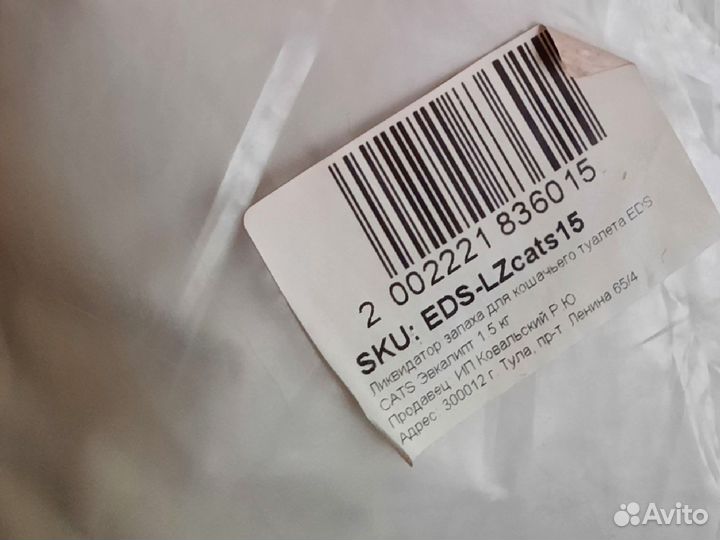 2 002221 836015
SKU: EDS-LZcats15
Ликвидатор запаха для кошачьего туалета EDS
CATS Эвкалипт 1.5 кг
Продавец ИП Ковальский Р Ю
Адрес: 300012 г. Тула, пр-т Ленина 65/4
Avito